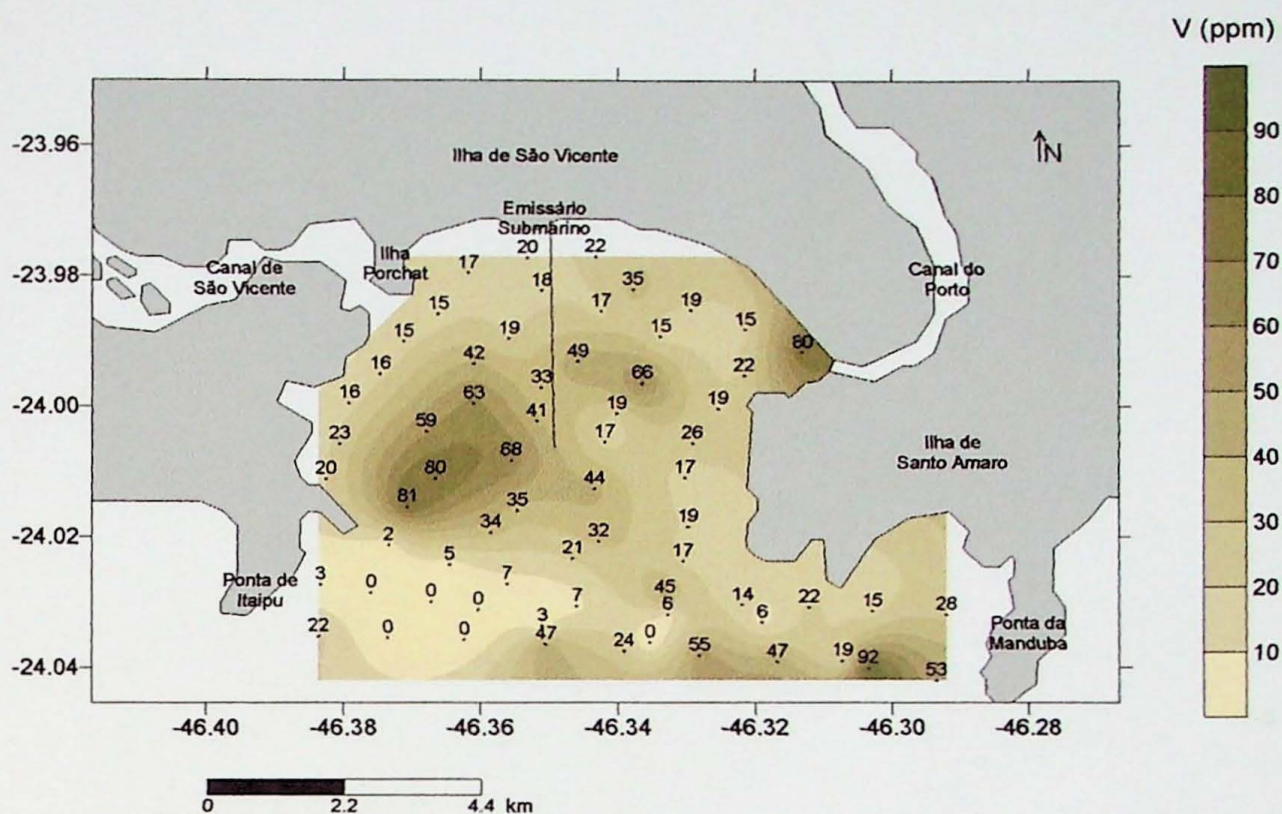 V (ppm)
-23.96
-23.98
-24.00
-24.02
-24.04
-46.40
-46.38
-46.36
-46.34
-46.32
-46.30
-46.28
N
Ilha de São Vicente
Emissário
Submarino
Ilha
Porchat
Canal de
São Vicente
Canal do
Porto
Ilha de
Santo Amaro
Ponta de
Itaipu
Ponta da
Manduba
20 22
17 18 35
15 17 15
15 19 15 15
16 42 49 80
16 33 66 22
63 19
59 41 19
23 17 26
68
20 80 44 17
81 35
34 32 19
2 21 17
5
3 0 7 45
0 0 7 6 14 22 15 28
3 6
22 0 0 47 24 0 55 47 19 92 53
90
80
70
60
50
40
30
20
10
0 2.2 4.4 km